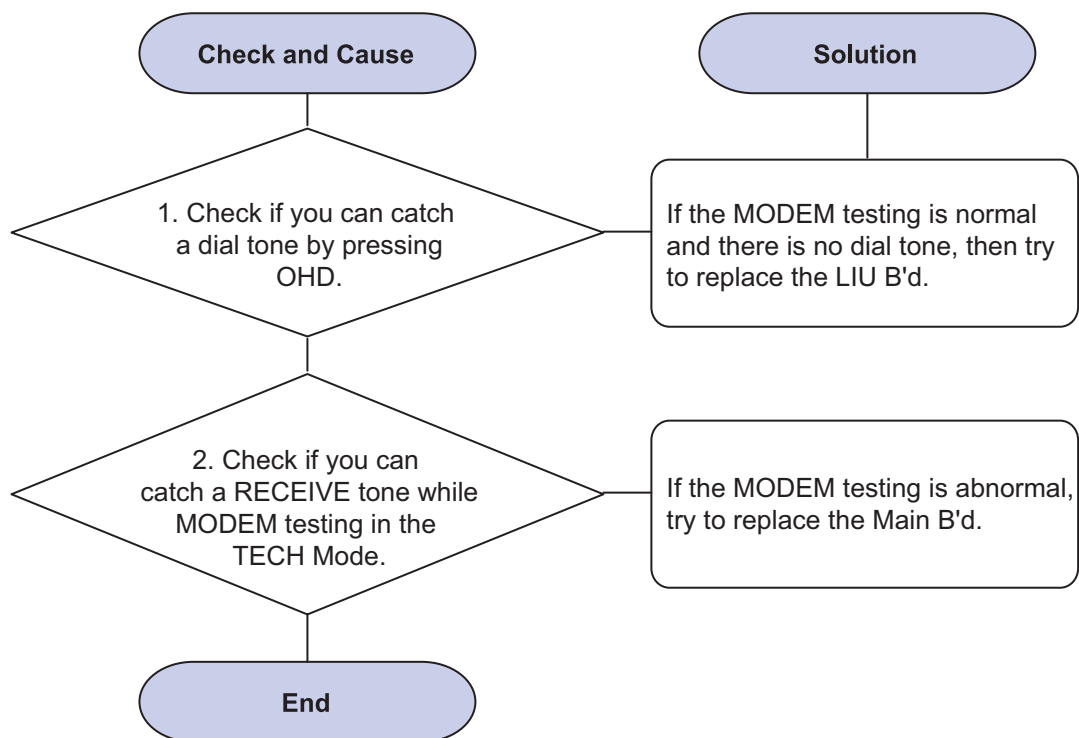 Check and Cause
Solution
1. Check if you can catch
a dial tone by pressing
OHD.
If the MODEM testing is normal
and there is no dial tone, then try
to replace the LIU B'd.
2. Check if you can
catch a RECEIVE tone while
MODEM testing in the
TECH Mode.
If the MODEM testing is abnormal,
try to replace the Main B'd.
End